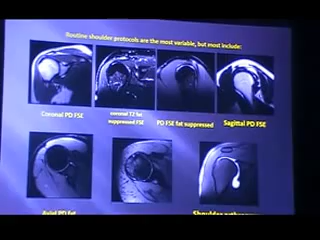 Routine shoulder protocols are the most variable, but most include:
Coronal PD FSE
coronal T2 fat
suppressed FSE
PD FSE fat suppressed
Sagittal PD FSE
Axial PD fat
Shoulder